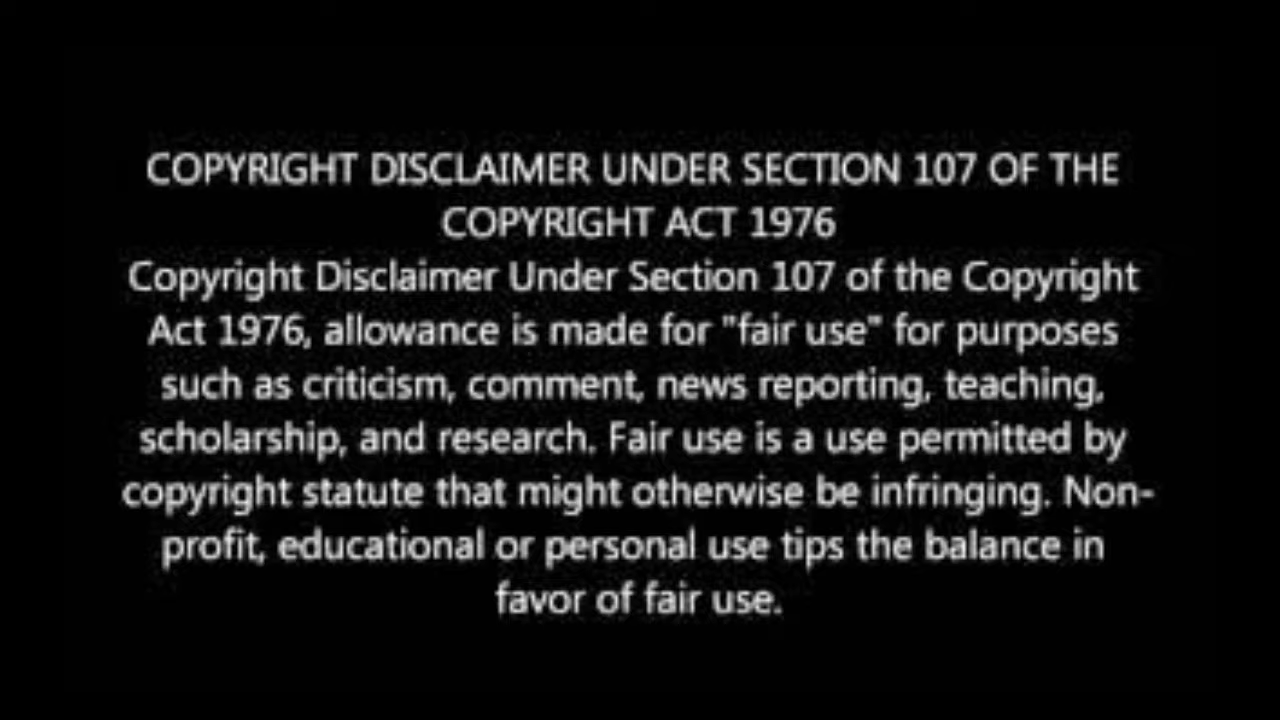 COPYRIGHT DISCLAIMER UNDER SECTION 107 OF THE
COPYRIGHT ACT 1976
Copyright Disclaimer Under Section 107 of the Copyright
Act 1976, allowance is made for "fair use" for purposes
such as criticism, comment, news reporting, teaching,
scholarship, and research. Fair use is a use permitted by
copyright statute that might otherwise be infringing. Non-
profit, educational or personal use tips the balance in
favor of fair use.